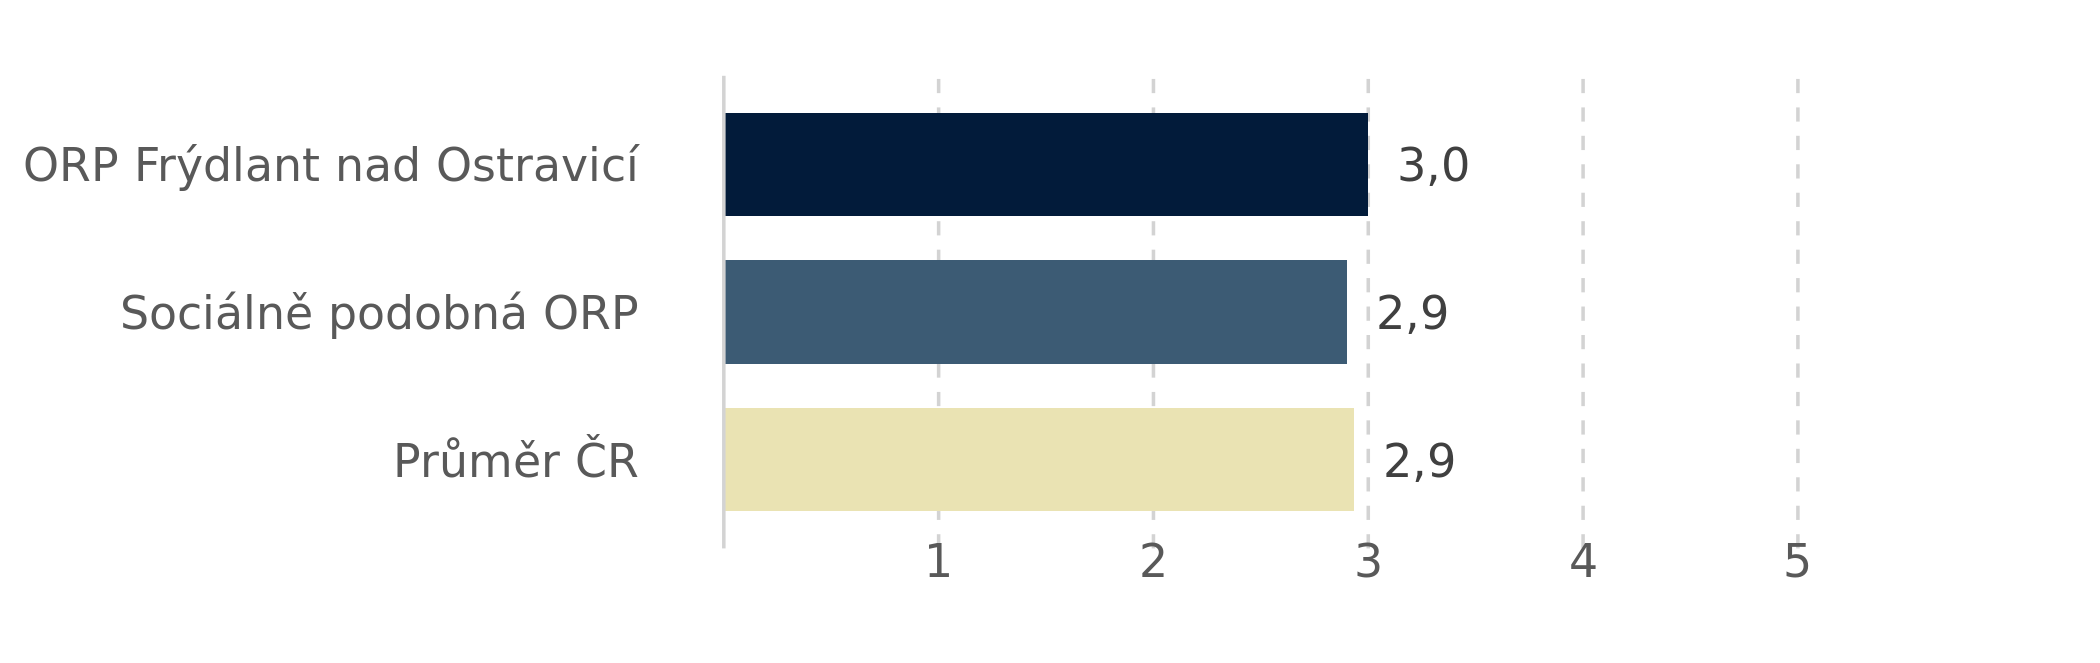 ORP Frýdlant nad Ostravicí 3,0
Sociálně podobná ORP 2,9
Průměr ČR 2,9
1 2 3 4 5